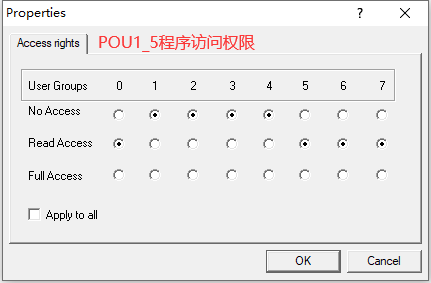 Properties
?
Access rights
POU1_5程序访问权限
User Groups 0 1 2 3 4 5 6 7
No Access
Read Access
Full Access
Apply to all
OK Cancel